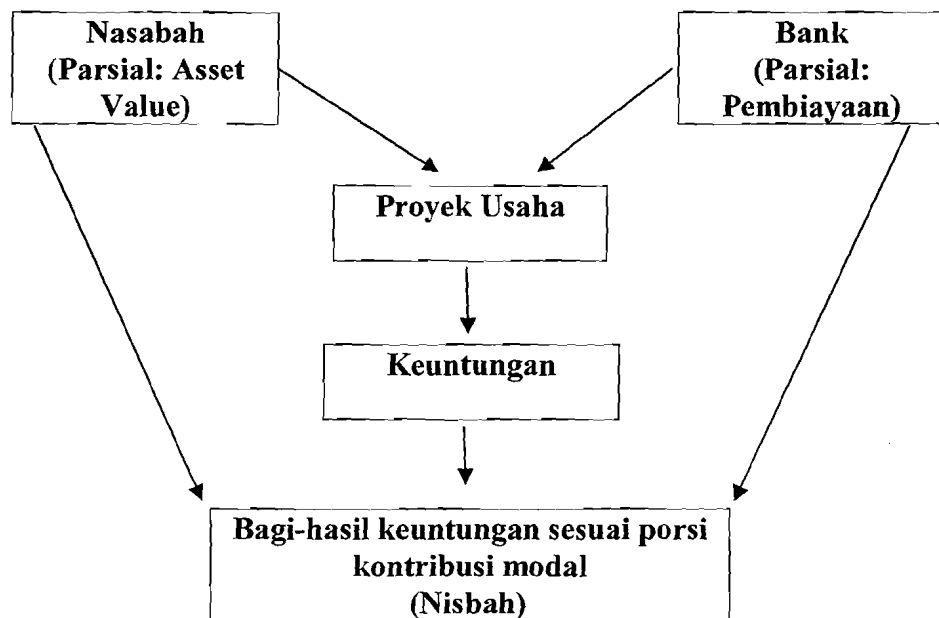 Nasabah
(Parsial: Asset
Value)
Bank
(Parsial:
Pembiayaan)
Proyek Usaha
Keuntungan
Bagi-hasil keuntungan sesuai porsi
kontribusi modal
(Nisbah)